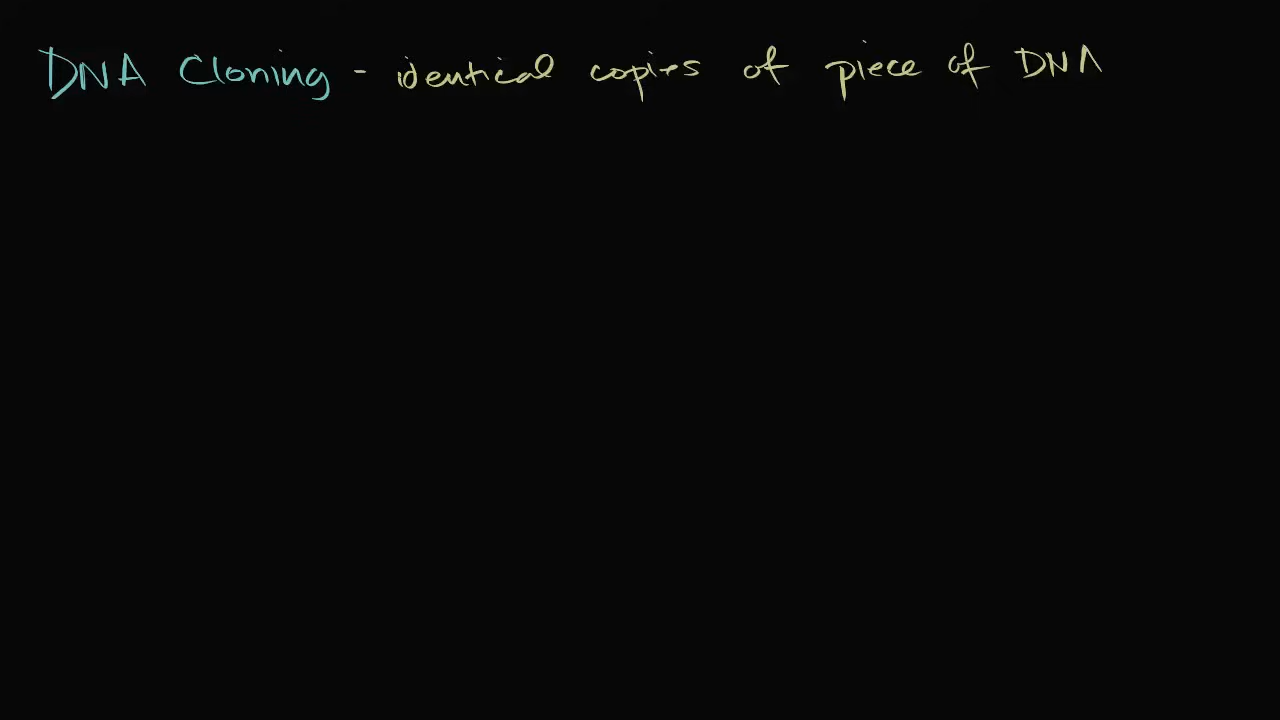 DNA Cloning - identical copies of piece of DNA